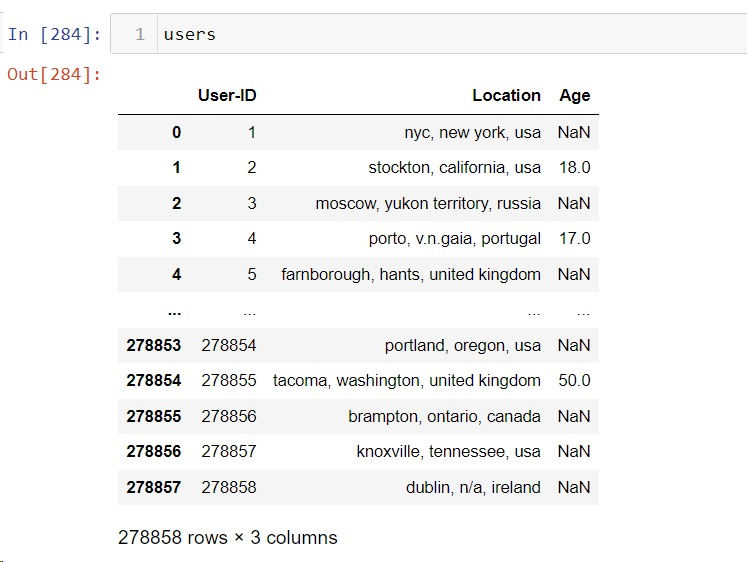 In [284]: 1 users
Out[284]:
User-ID Location Age
0 1 nyc, new york, usa NaN
1 2 stockton, california, usa 18.0
2 3 moscow, yukon territory, russia NaN
3 4 porto, v.n.gaia, portugal 17.0
4 5 farnborough, hants, united kingdom NaN
... ... ... ...
278853 278854 portland, oregon, usa NaN
278854 278855 tacoma, washington, united kingdom 50.0
278855 278856 brampton, ontario, canada NaN
278856 278857 knoxville, tennessee, usa NaN
278857 278858 dublin, n/a, ireland NaN
278858 rows × 3 columns